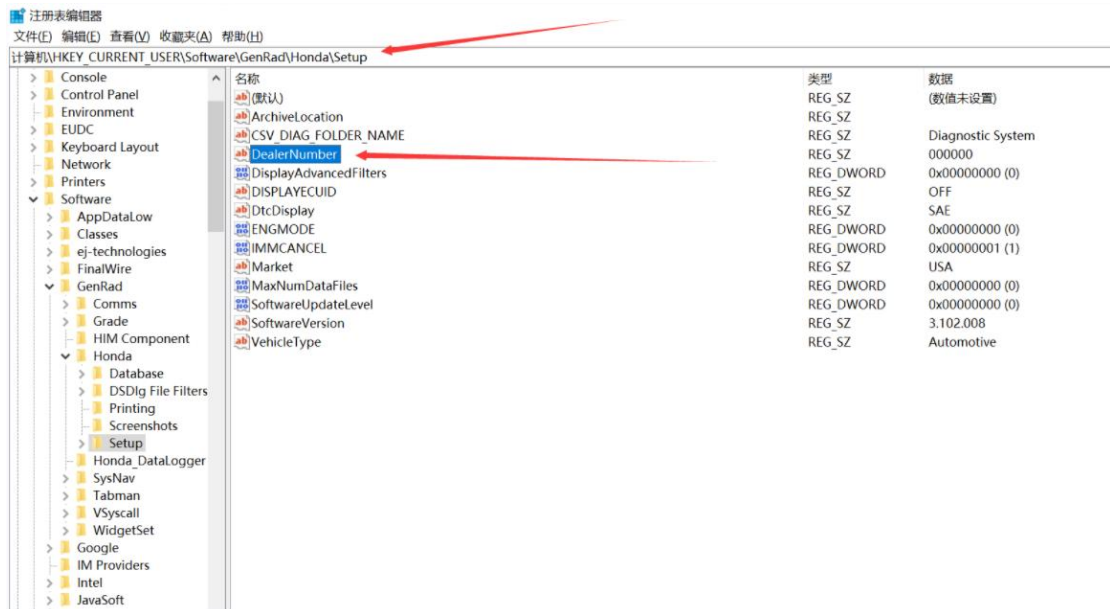 注册表编辑器
文件(F) 编辑(E) 查看(V) 收藏夹(A) 帮助(H)
计算机\HKEY_CURRENT_USER\Software\GenRad\Honda\Setup
Console
Control Panel
Environment
EUDC
Keyboard Layout
Network
Printers
Software
AppDataLow
Classes
ej-technologies
FinalWire
GenRad
Comms
Grade
HIM Component
Honda
Database
DSDlg File Filters
Printing
Screenshots
Setup
Honda_DataLogger
SysNav
Tabman
VSyscall
WidgetSet
Google
IM Providers
Intel
JavaSoft
名称 类型 数据
(默认) REG_SZ (数值未设置)
ArchiveLocation REG_SZ
CSV_DIAG_FOLDER_NAME REG_SZ Diagnostic System
DealerNumber REG_SZ 000000
DisplayAdvancedFilters REG_DWORD 0x00000000 (0)
DISPLAYECUID REG_SZ OFF
DtcDisplay REG_SZ SAE
ENGMODE REG_DWORD 0x00000000 (0)
IMMCANCEL REG_DWORD 0x00000001 (1)
Market REG_SZ USA
MaxNumDataFiles REG_DWORD 0x00000000 (0)
SoftwareUpdateLevel REG_DWORD 0x00000000 (0)
SoftwareVersion REG_SZ 3.102.008
VehicleType REG_SZ Automotive